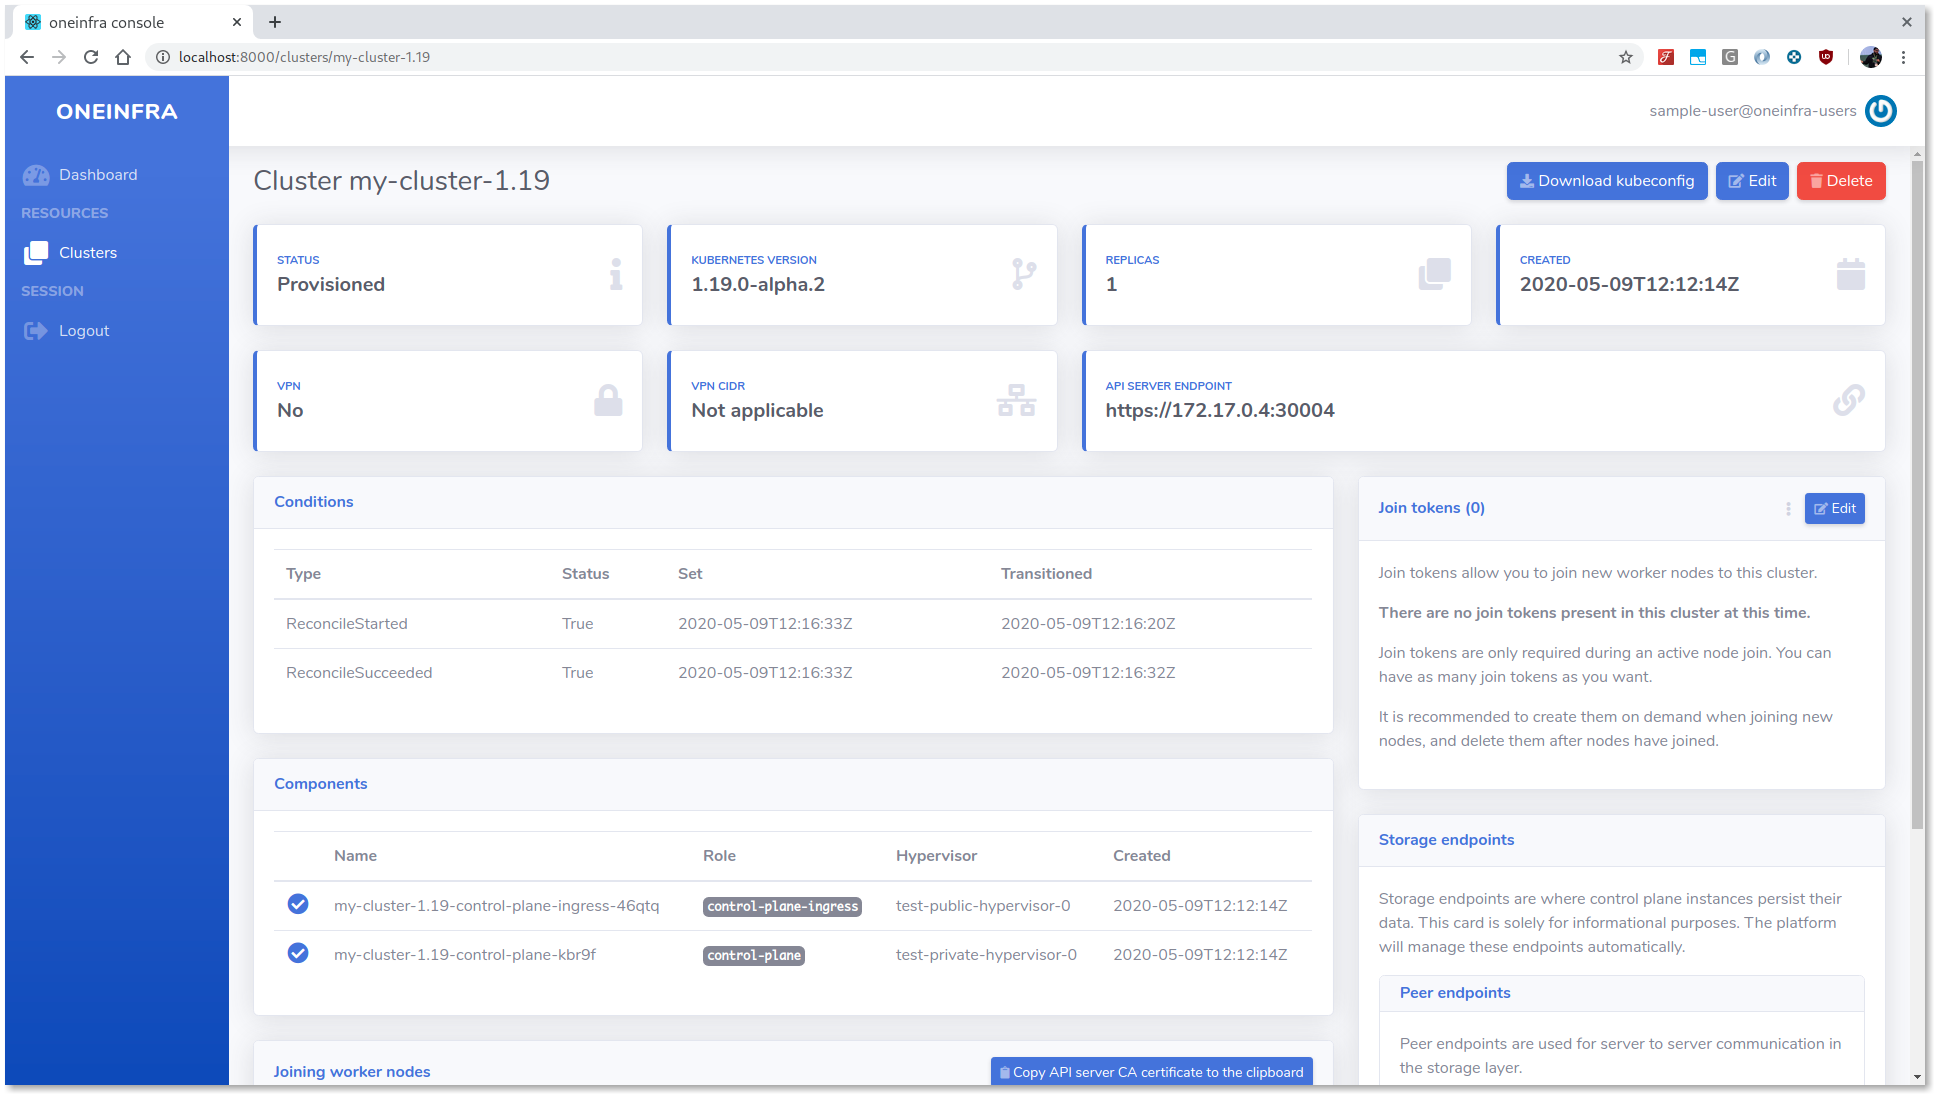 oneinfra console
localhost:8000/clusters/my-cluster-1.19
ONEINFRA
sample-user@oneinfra-users
Dashboard
RESOURCES
Clusters
SESSION
Logout
Cluster my-cluster-1.19
Download kubeconfig
Edit
Delete
STATUS
Provisioned
KUBERNETES VERSION
1.19.0-alpha.2
REPLICAS
1
CREATED
2020-05-09T12:12:14Z
VPN
No
VPN CIDR
Not applicable
API SERVER ENDPOINT
https://172.17.0.4:30004
Conditions
Type Status Set Transitioned
ReconcileStarted True 2020-05-09T12:16:33Z 2020-05-09T12:16:20Z
ReconcileSucceeded True 2020-05-09T12:16:33Z 2020-05-09T12:16:32Z
Components
Name Role Hypervisor Created
my-cluster-1.19-control-plane-ingress-46qtq control-plane-ingress test-public-hypervisor-0 2020-05-09T12:12:14Z
my-cluster-1.19-control-plane-kbr9f control-plane test-private-hypervisor-0 2020-05-09T12:12:14Z
Joining worker nodes
Copy API server CA certificate to the clipboard
Join tokens (0)
Edit
Join tokens allow you to join new worker nodes to this cluster.
There are no join tokens present in this cluster at this time.
Join tokens are only required during an active node join. You can
have as many join tokens as you want.
It is recommended to create them on demand when joining new
nodes, and delete them after nodes have joined.
Storage endpoints
Storage endpoints are where control plane instances persist their
data. This card is solely for informational purposes. The platform
will manage these endpoints automatically.
Peer endpoints
Peer endpoints are used for server to server communication in
the storage layer.